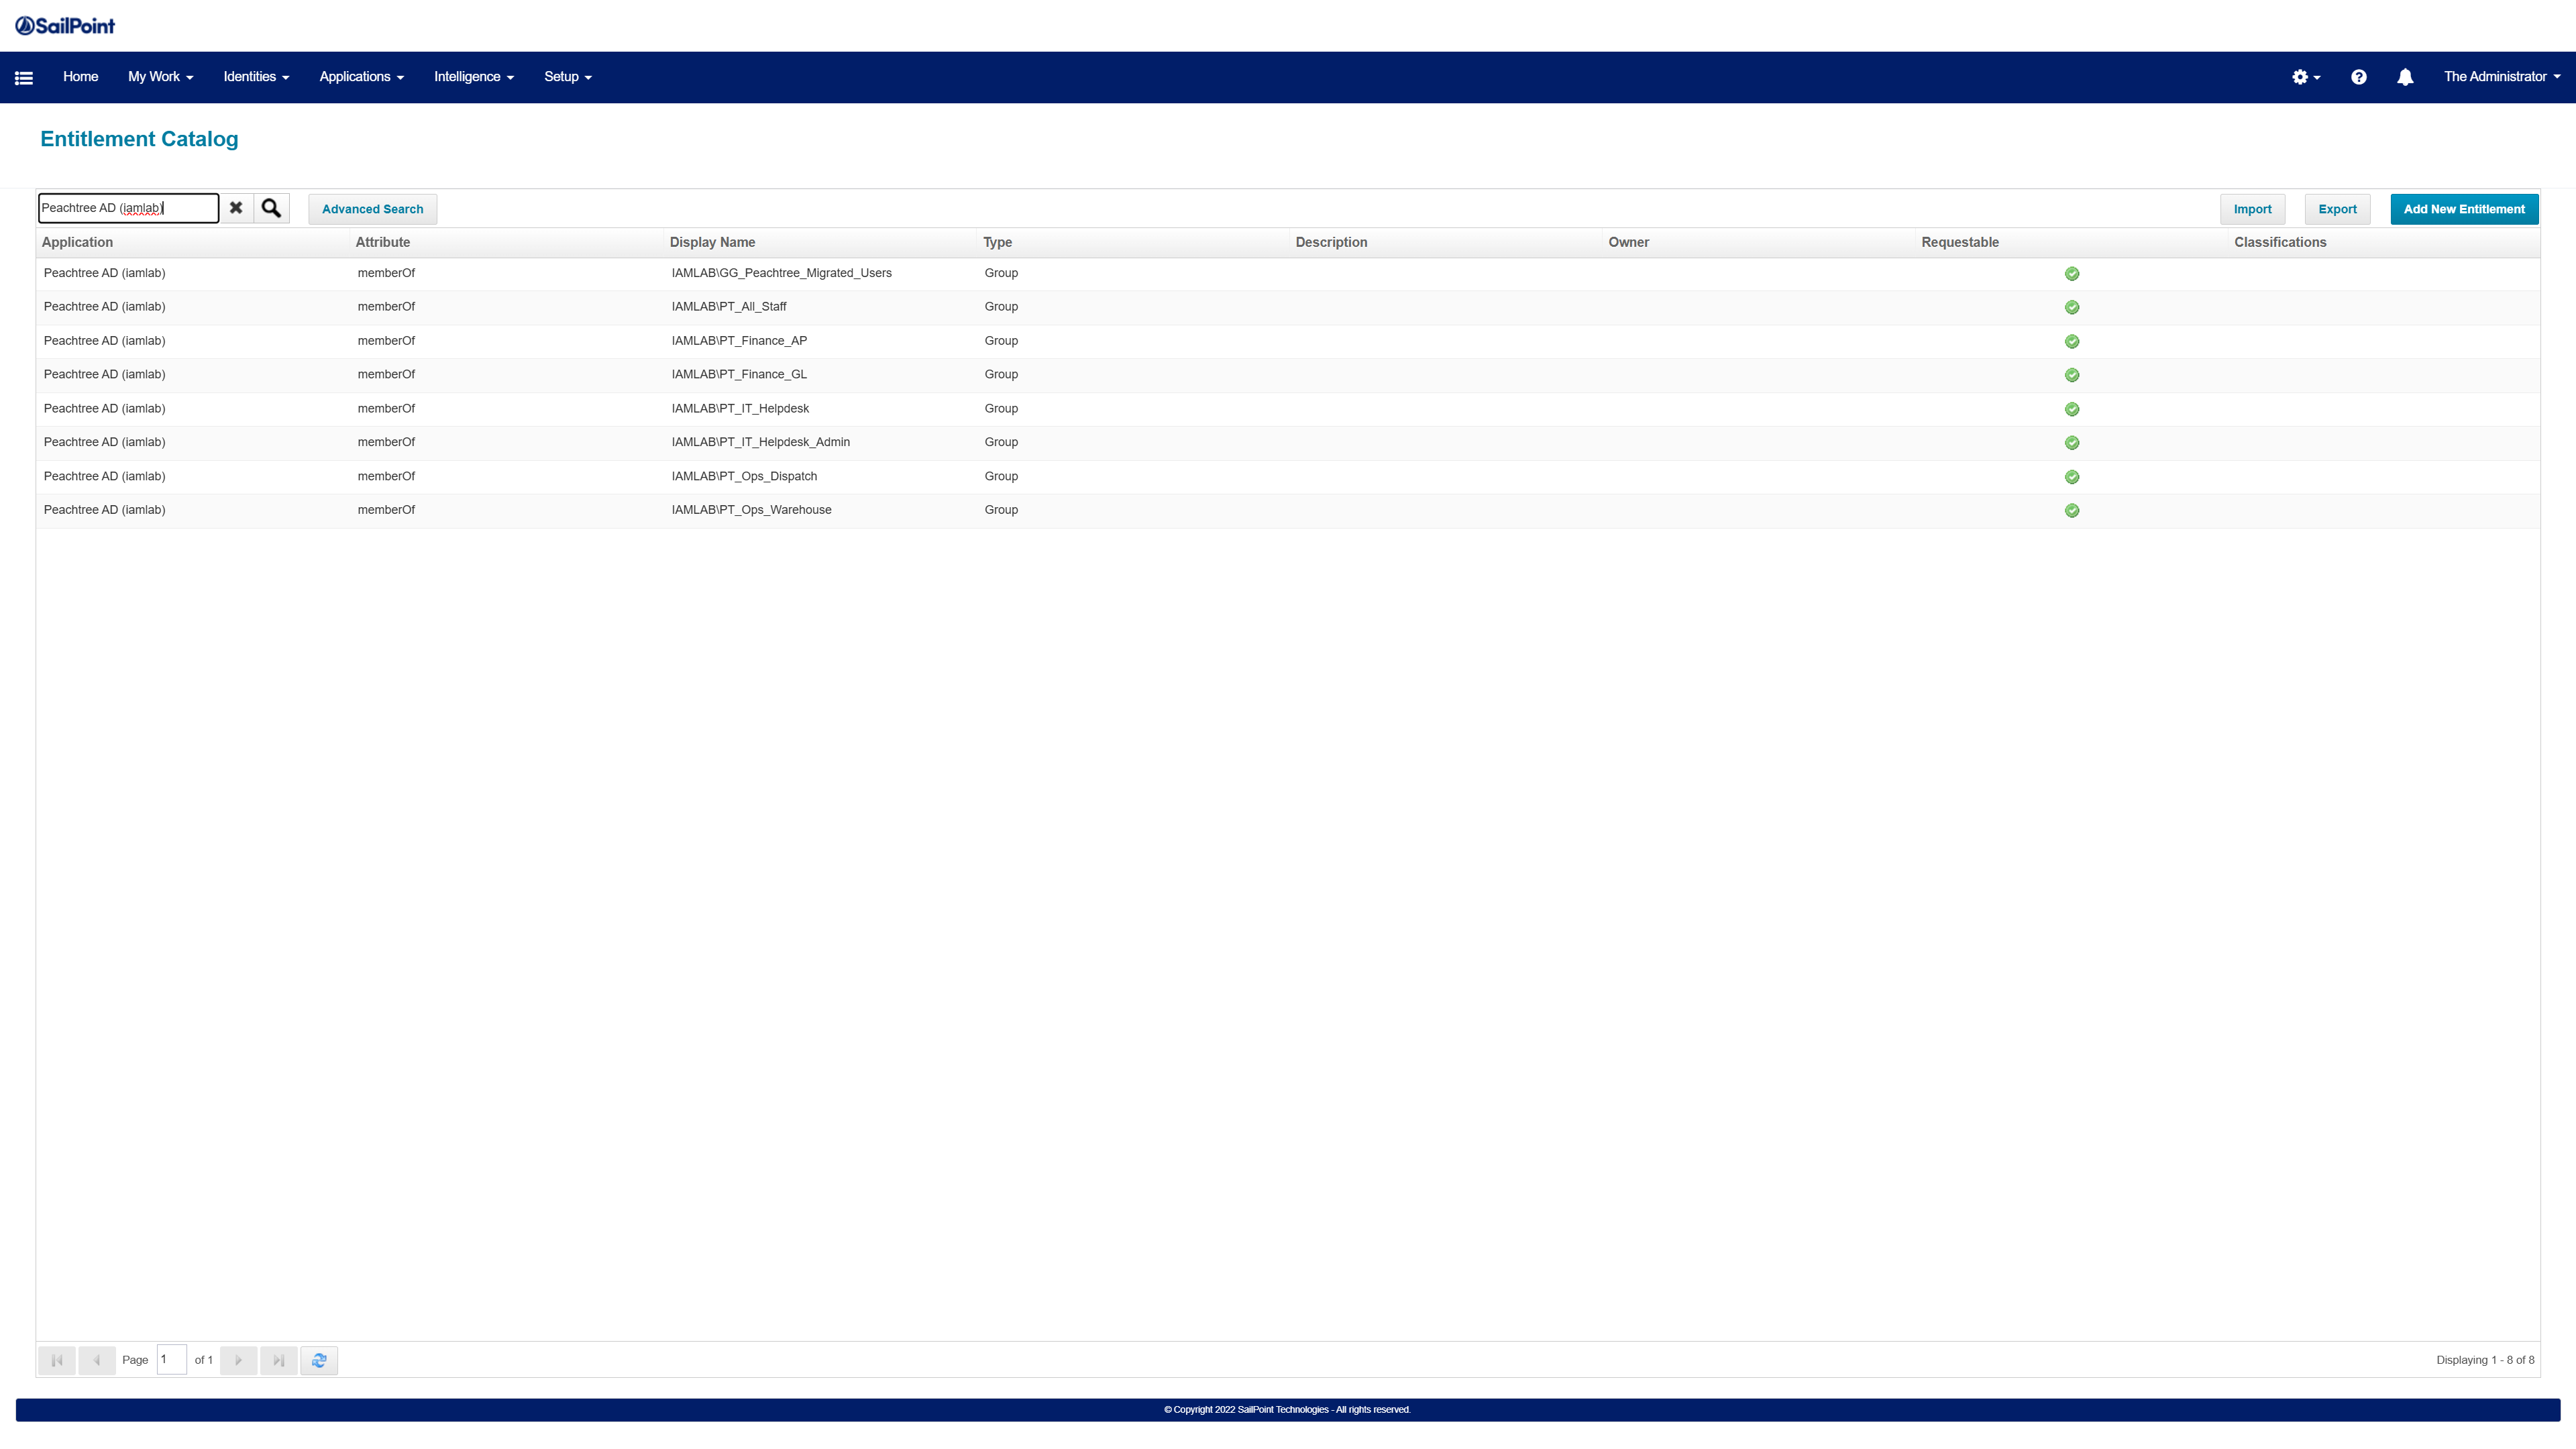 SailPoint
Home My Work Identities Applications Intelligence Setup The Administrator
Entitlement Catalog
Peachtree AD (iamlab) Advanced Search Import Export Add New Entitlement
Application Attribute Display Name Type Description Owner Requestable Classifications
Peachtree AD (iamlab) memberOf IAMLAB\GG_Peachtree_Migrated_Users Group
Peachtree AD (iamlab) memberOf IAMLAB\PT_All_Staff Group
Peachtree AD (iamlab) memberOf IAMLAB\PT_Finance_AP Group
Peachtree AD (iamlab) memberOf IAMLAB\PT_Finance_GL Group
Peachtree AD (iamlab) memberOf IAMLAB\PT_IT_Helpdesk Group
Peachtree AD (iamlab) memberOf IAMLAB\PT_IT_Helpdesk_Admin Group
Peachtree AD (iamlab) memberOf IAMLAB\PT_Ops_Dispatch Group
Peachtree AD (iamlab) memberOf IAMLAB\PT_Ops_Warehouse Group
Page 1 of 1 Displaying 1 - 8 of 8
© Copyright 2022 SailPoint Technologies - All rights reserved.